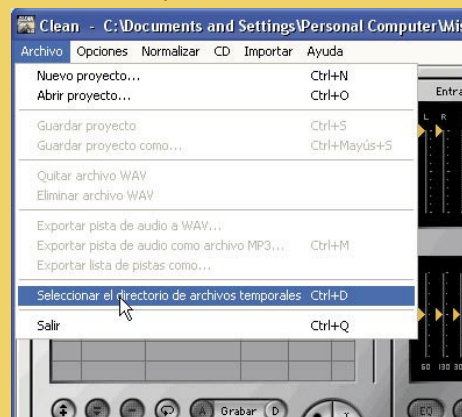 Clean - C:\Documents and Settings\Personal Computer\Mis
Archivo Opciones Normalizar CD Importar Ayuda
Nuevo proyecto... Ctrl+N
Abrir proyecto... Ctrl+O
Guardar proyecto Ctrl+S
Guardar proyecto como... Ctrl+Mayús+S
Quitar archivo WAV
Eliminar archivo WAV
Exportar pista de audio a WAV...
Exportar pista de audio como archivo MP3... Ctrl+M
Exportar lista de pistas como...
Seleccionar el directorio de archivos temporales Ctrl+D
Salir Ctrl+Q
Entra
L R
60 130 30
A Grabar D
EQ